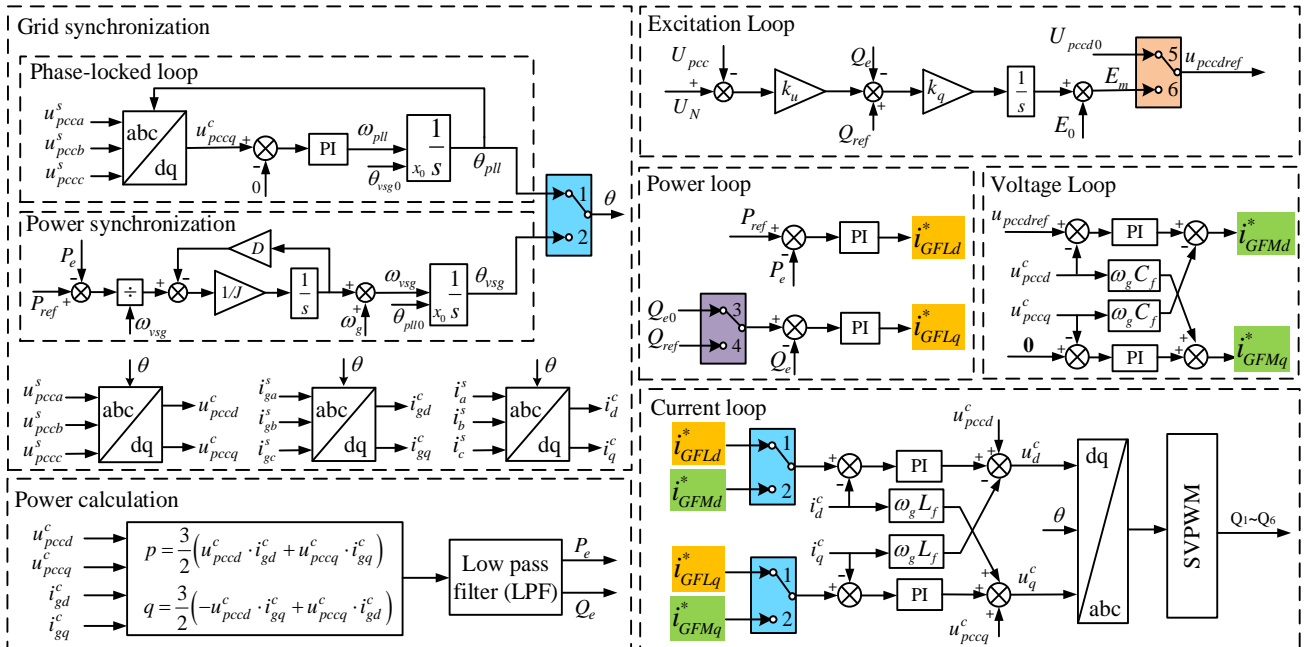 Grid synchronization
Phase-locked loop
u^s_pcca
u^s_pccb
u^s_pccc
abc
dq
u^c_pccq
+
-
0
PI
ω_pll
θ_vsg0
x_0
1/s
θ_pll
1
2
θ
Power synchronization
P_e
-
P_ref
+
÷
ω_vsg
+
-
D
1/J
1/s
+
+
ω_g
ω_vsg
θ_pll0
x_0
1/s
θ_vsg
θ
u^s_pcca
u^s_pccb
u^s_pccc
abc
dq
u^c_pccd
u^c_pccq
θ
i^s_ga
i^s_gb
i^s_gc
abc
dq
i^c_gd
i^c_gq
θ
i^s_a
i^s_b
i^s_c
abc
dq
i^c_d
i^c_q
Power calculation
u^c_pccd
u^c_pccq
i^c_gd
i^c_gq
p = 3/2 (u^c_pccd · i^c_gd + u^c_pccq · i^c_gq)
q = 3/2 (-u^c_pccd · i^c_gq + u^c_pccq · i^c_gd)
Low pass
filter (LPF)
P_e
Q_e
Excitation Loop
U_pcc
-
+
U_N
k_u
Q_e
-
+
Q_ref
k_q
1/s
+
+
E_0
E_m
U_pccd0
5
6
u_pccdref
Power loop
P_ref
+
-
P_e
PI
i^*_GFLd
Q_e0
Q_ref
3
4
+
-
Q_e
PI
i^*_GFLq
Voltage Loop
u_pccdref
+
-
PI
+
-
i^*_GFMd
u^c_pccd
ω_g C_f
u^c_pccq
ω_g C_f
0
-
+
PI
+
+
i^*_GFMq
Current loop
i^*_GFLd
i^*_GFMd
1
2
+
-
PI
u^c_pccd
+
+
-
u^c_d
i^c_d
ω_g L_f
i^c_q
ω_g L_f
i^*_GFLq
i^*_GFMq
1
2
-
+
PI
+
+
+
u^c_pccq
u^c_q
θ
dq
abc
SVPWM
Q1~Q6